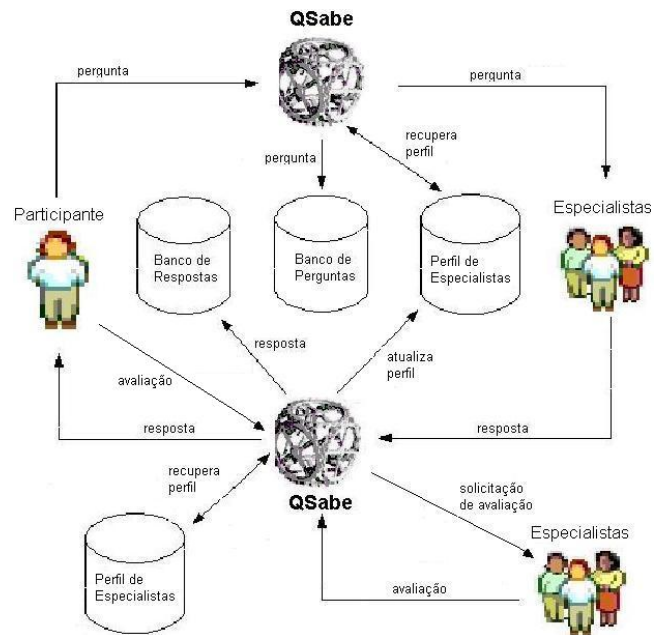 QSabe
pergunta
pergunta
recupera
perfil
pergunta
Participante
Especialistas
Banco de
Respostas
Banco de
Perguntas
Perfil de
Especialistas
resposta
atualiza
perfil
avaliação
resposta
resposta
recupera
perfil
QSabe
solicitação
de avaliação
Especialistas
Perfil de
Especialistas
avaliação